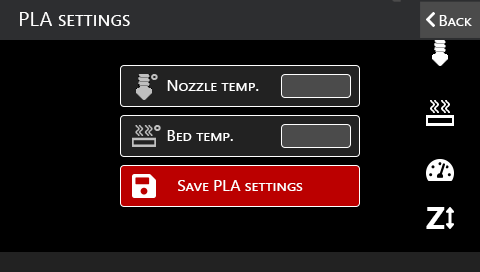 PLA SETTINGS
BACK
NOZZLE TEMP.
BED TEMP.
SAVE PLA SETTINGS
Z